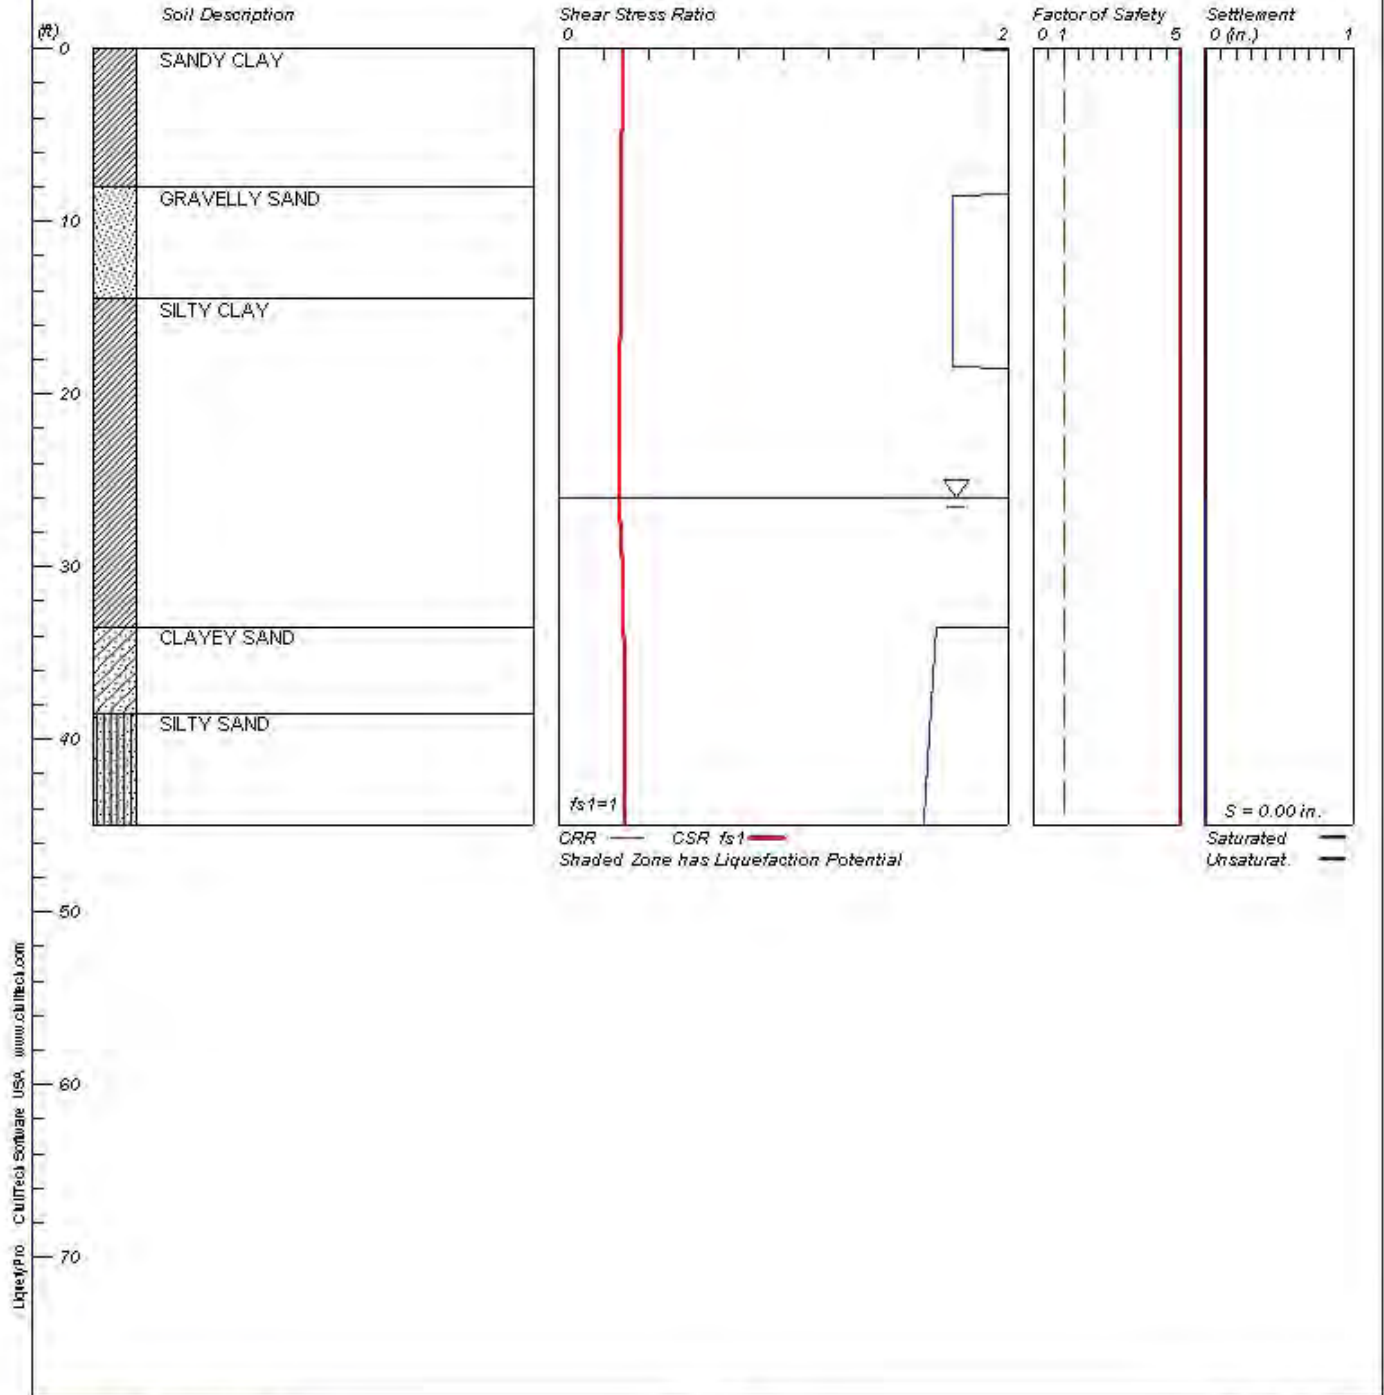 Soil Description Shear Stress Ratio Factor of Safety Settlement
(ft) 0 2 0 1 5 0 (in.) 1
0
SANDY CLAY
GRAVELLY SAND
10
SILTY CLAY
20
30
CLAYEY SAND
SILTY SAND
40
fs1=1 S = 0.00 in.
CRR CSR fs1 Saturated
Shaded Zone has Liquefaction Potential Unsaturat.
50
60
70
LiquefyPro CivilTech Software USA www.civiltech.com